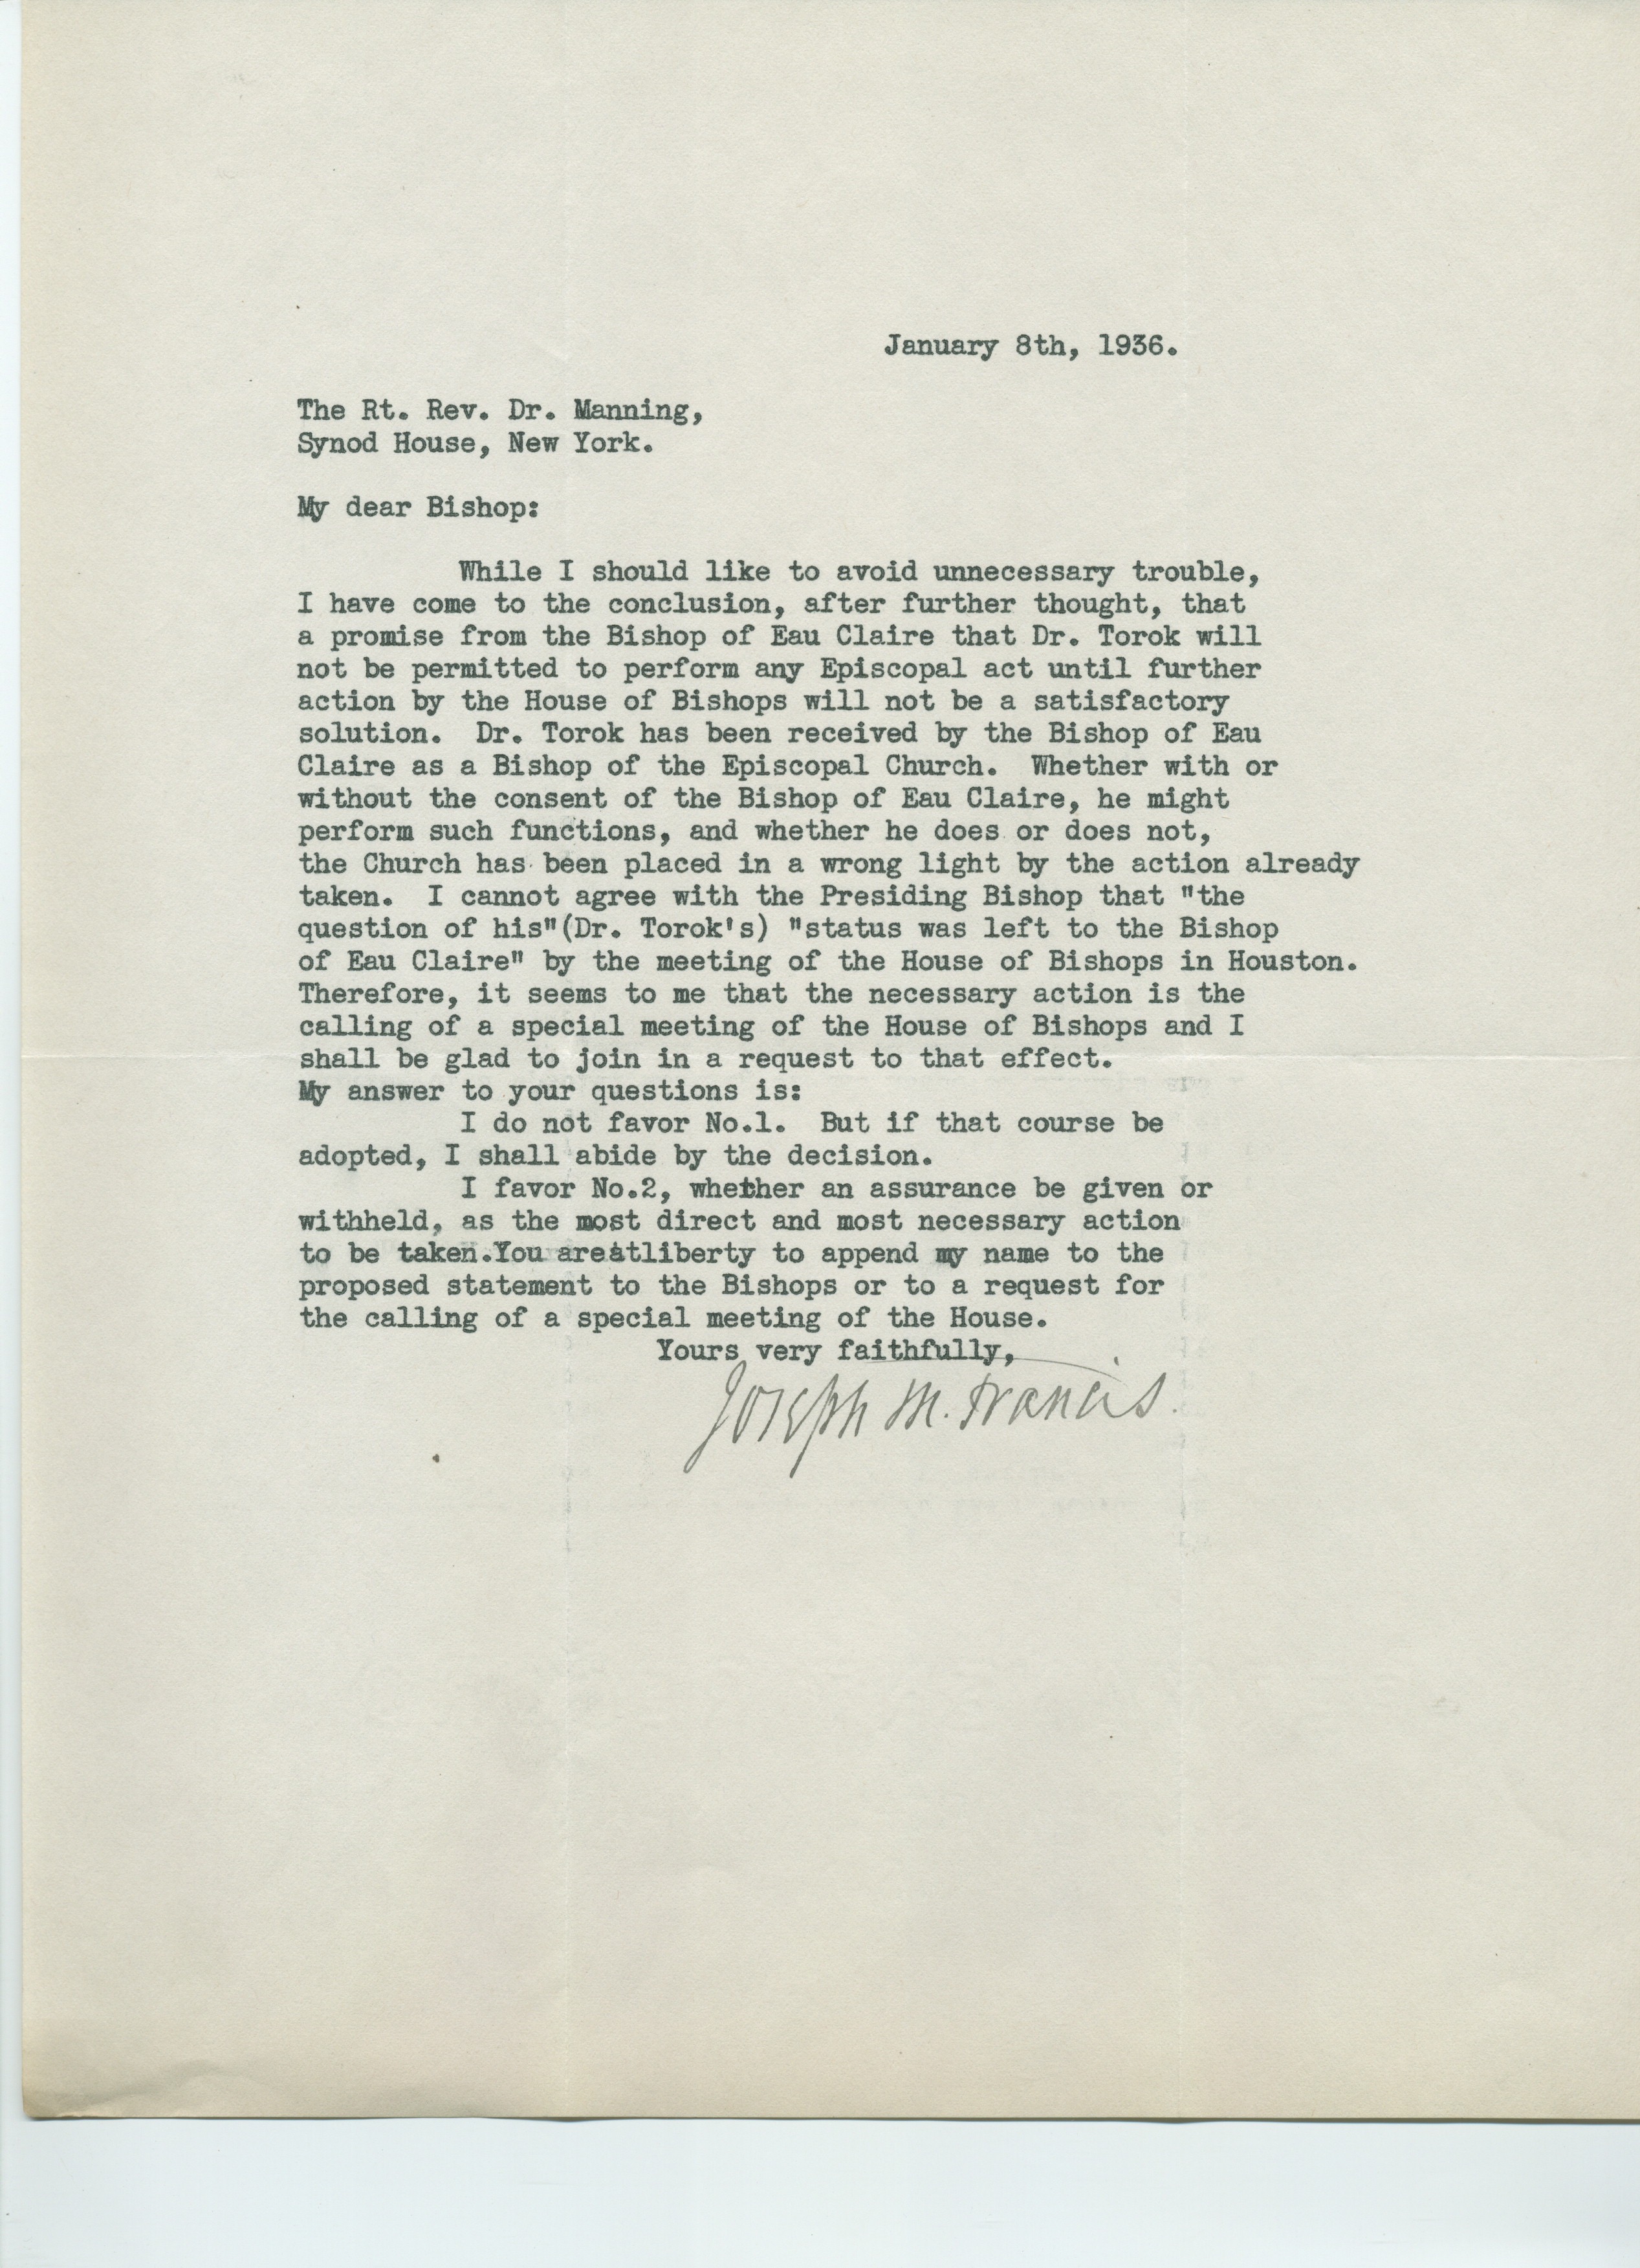 January 8th, 1936.
The Rt. Rev. Dr. Manning,
Synod House, New York.
My dear Bishop:
While I should like to avoid unnecessary trouble,
I have come to the conclusion, after further thought, that
a promise from the Bishop of Eau Claire that Dr. Torok will
not be permitted to perform any Episcopal act until further
action by the House of Bishops will not be a satisfactory
solution. Dr. Torok has been received by the Bishop of Eau
Claire as a Bishop of the Episcopal Church. Whether with or
without the consent of the Bishop of Eau Claire, he might
perform such functions, and whether he does or does not,
the Church has been placed in a wrong light by the action already
taken. I cannot agree with the Presiding Bishop that "the
question of his"(Dr. Torok's) "status was left to the Bishop
of Eau Claire" by the meeting of the House of Bishops in Houston.
Therefore, it seems to me that the necessary action is the
calling of a special meeting of the House of Bishops and I
shall be glad to join in a request to that effect.
My answer to your questions is:
I do not favor No.1. But if that course be
adopted, I shall abide by the decision.
I favor No.2, whether an assurance be given or
withheld, as the most direct and most necessary action
to be taken.You areatliberty to append my name to the
proposed statement to the Bishops or to a request for
the calling of a special meeting of the House.
Yours very faithfully,
Joseph M. Francis.